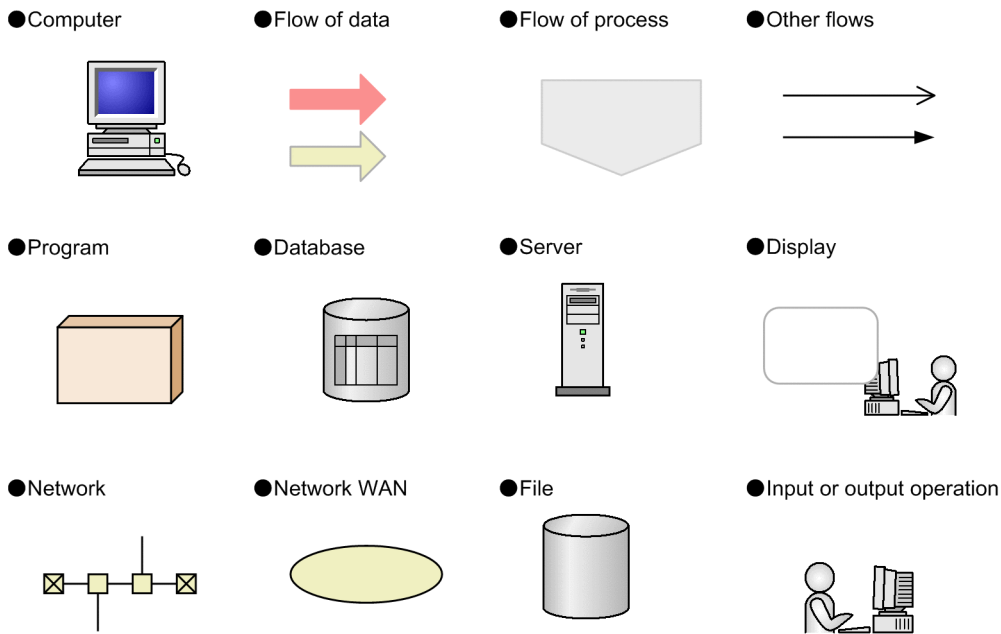 ●Computer
●Flow of data
●Flow of process
●Other flows
●Program
●Database
●Server
●Display
●Network
●Network WAN
●File
●Input or output operation